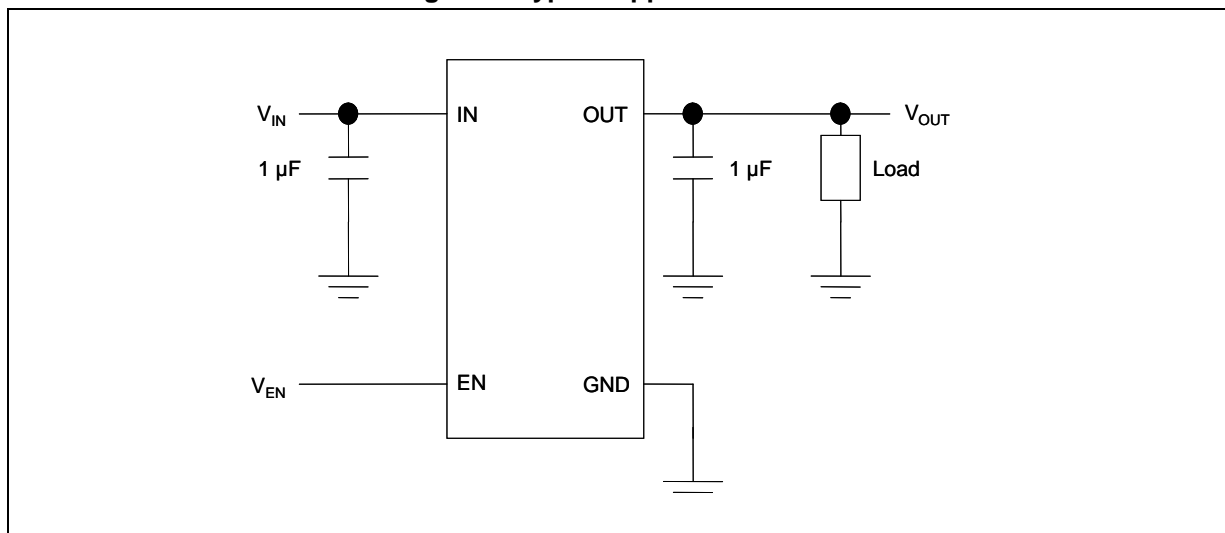 V_IN
IN
OUT
V_OUT
1 µF
1 µF
Load
V_EN
EN
GND